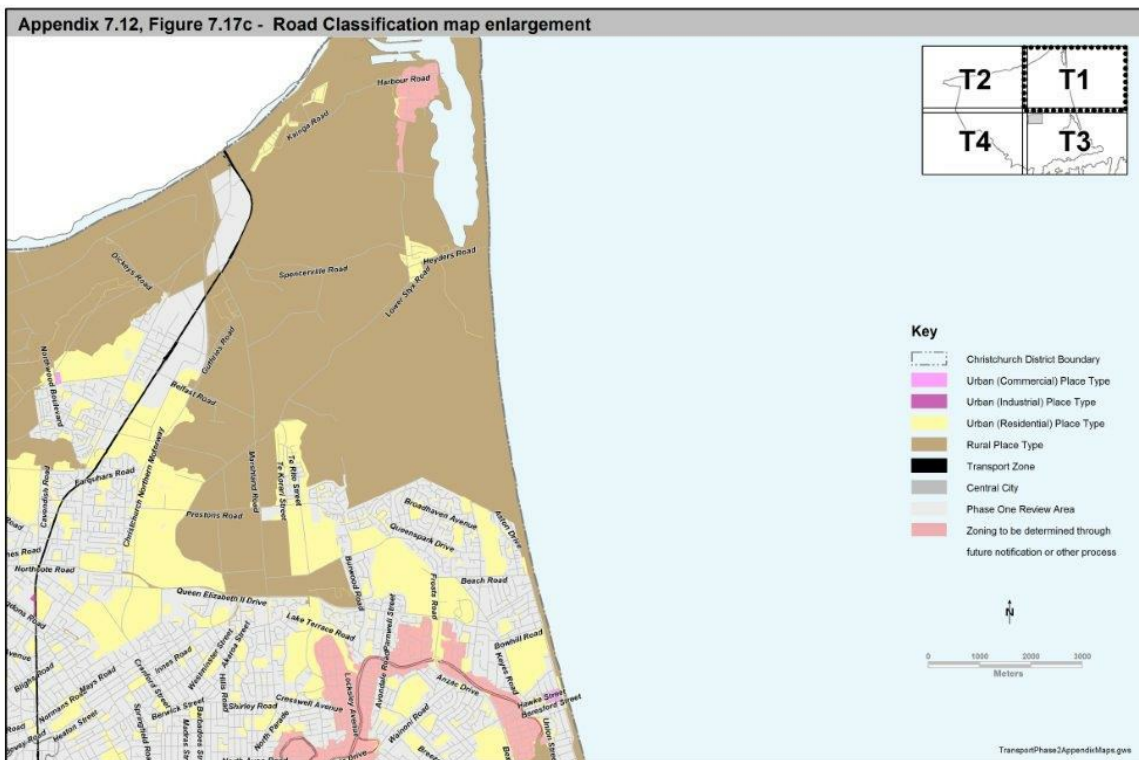 Appendix 7.12, Figure 7.17c - Road Classification map enlargement
T2
T1
T4
T3
Harbour Road
Kainga Road
Dickeys Road
Spencerville Road
Heyders Road
Lower Styx Road
Guthries Road
Northwood Boulevard
Belfast Road
Christchurch Northern Motorway
Marshland Road
Te Korari Street
Te Rito Street
Farquhars Road
Cavendish Road
Prestons Road
Broadhaven Avenue
Queenspark Drive
Aston Drive
Burwood Road
Beach Road
Frosts Road
Northcote Road
Queen Elizabeth II Drive
Lake Terrace Road
Parnwell Street
Bowhill Road
Keyes Road
Westminster Street
Akaroa Street
Innes Road
Cranford Street
Mays Road
Hills Road
Locksley Avenue
Avondale Road
Anzac Drive
Hawke Street
Beresford Street
Union Street
Cresswell Avenue
Shirley Road
North Parade
Wainoni Road
Berwick Street
Barbadoes Street
Madras Street
Springfield Road
Heaton Street
Key
Christchurch District Boundary
Urban (Commercial) Place Type
Urban (Industrial) Place Type
Urban (Residential) Place Type
Rural Place Type
Transport Zone
Central City
Phase One Review Area
Zoning to be determined through
future notification or other process
N
0 1000 2000 3000
Meters
TransportPhase2AppendixMaps.gws